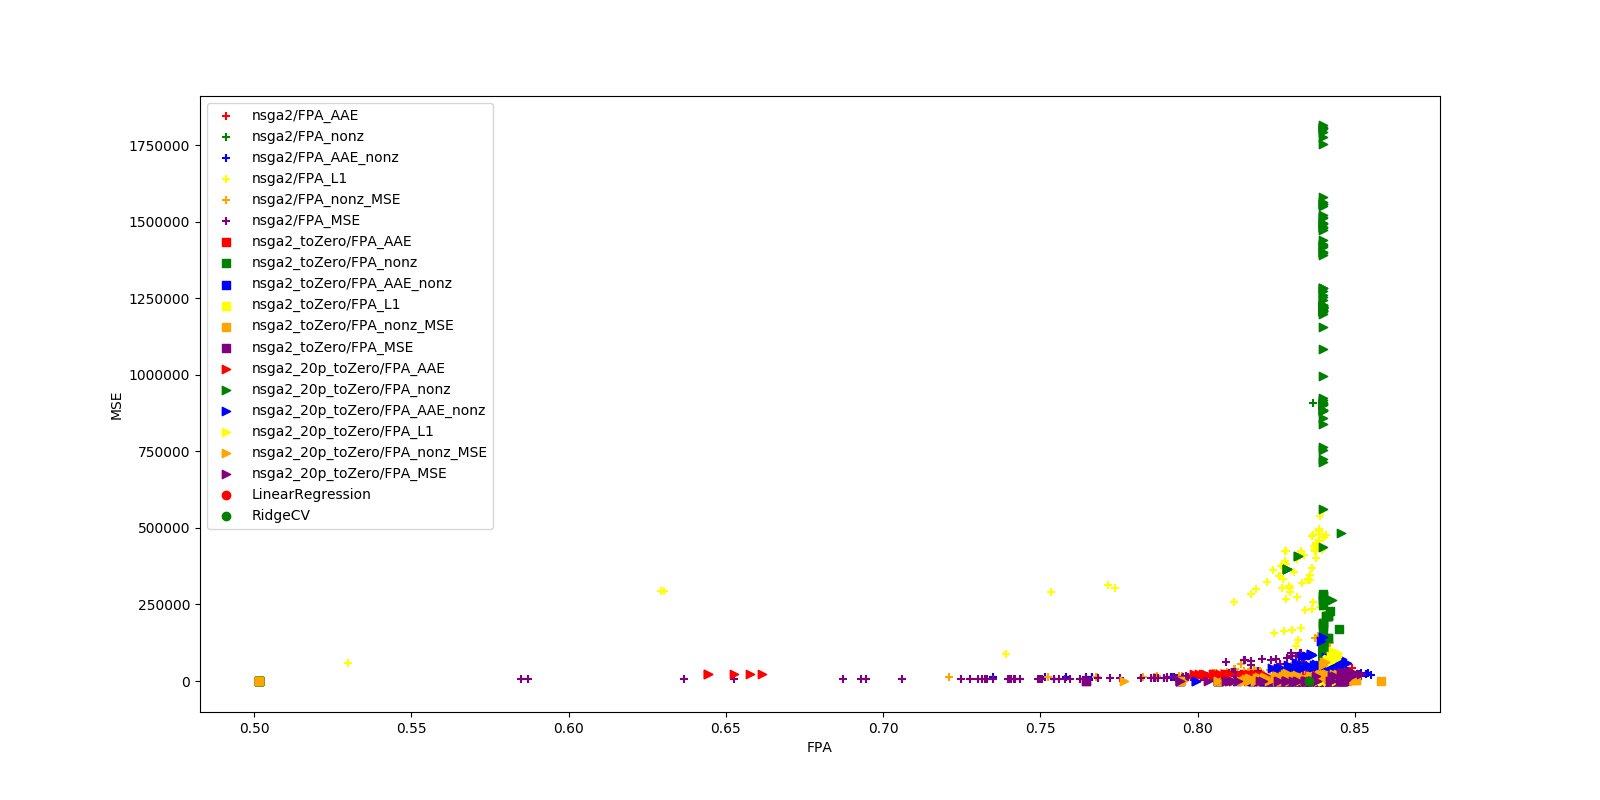 nsga2/FPA_AAE
nsga2/FPA_nonz
nsga2/FPA_AAE_nonz
nsga2/FPA_L1
nsga2/FPA_nonz_MSE
nsga2/FPA_MSE
nsga2_toZero/FPA_AAE
nsga2_toZero/FPA_nonz
nsga2_toZero/FPA_AAE_nonz
nsga2_toZero/FPA_L1
nsga2_toZero/FPA_nonz_MSE
nsga2_toZero/FPA_MSE
nsga2_20p_toZero/FPA_AAE
nsga2_20p_toZero/FPA_nonz
nsga2_20p_toZero/FPA_AAE_nonz
nsga2_20p_toZero/FPA_L1
nsga2_20p_toZero/FPA_nonz_MSE
nsga2_20p_toZero/FPA_MSE
LinearRegression
RidgeCV
1750000
1500000
1250000
1000000
750000
500000
250000
0
MSE
0.50 0.55 0.60 0.65 0.70 0.75 0.80 0.85
FPA